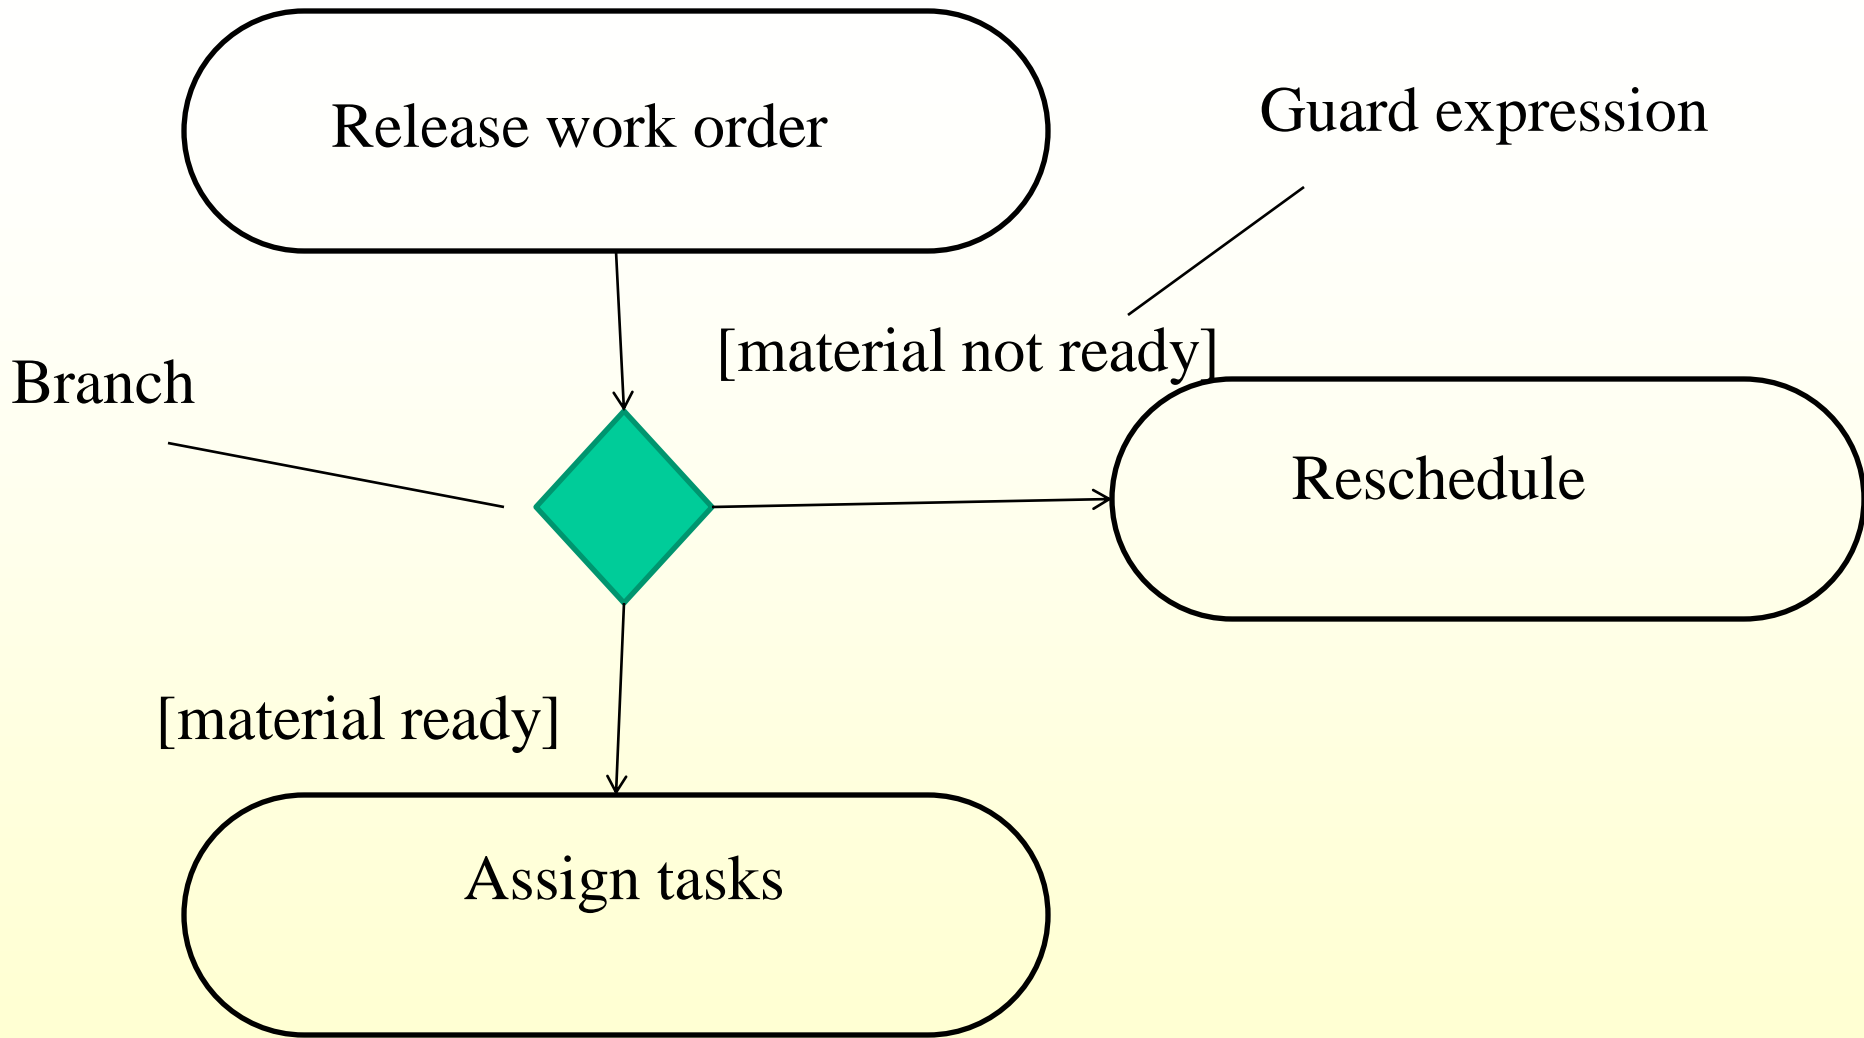 Release work order
Guard expression
[material not ready]
Branch
Reschedule
[material ready]
Assign tasks